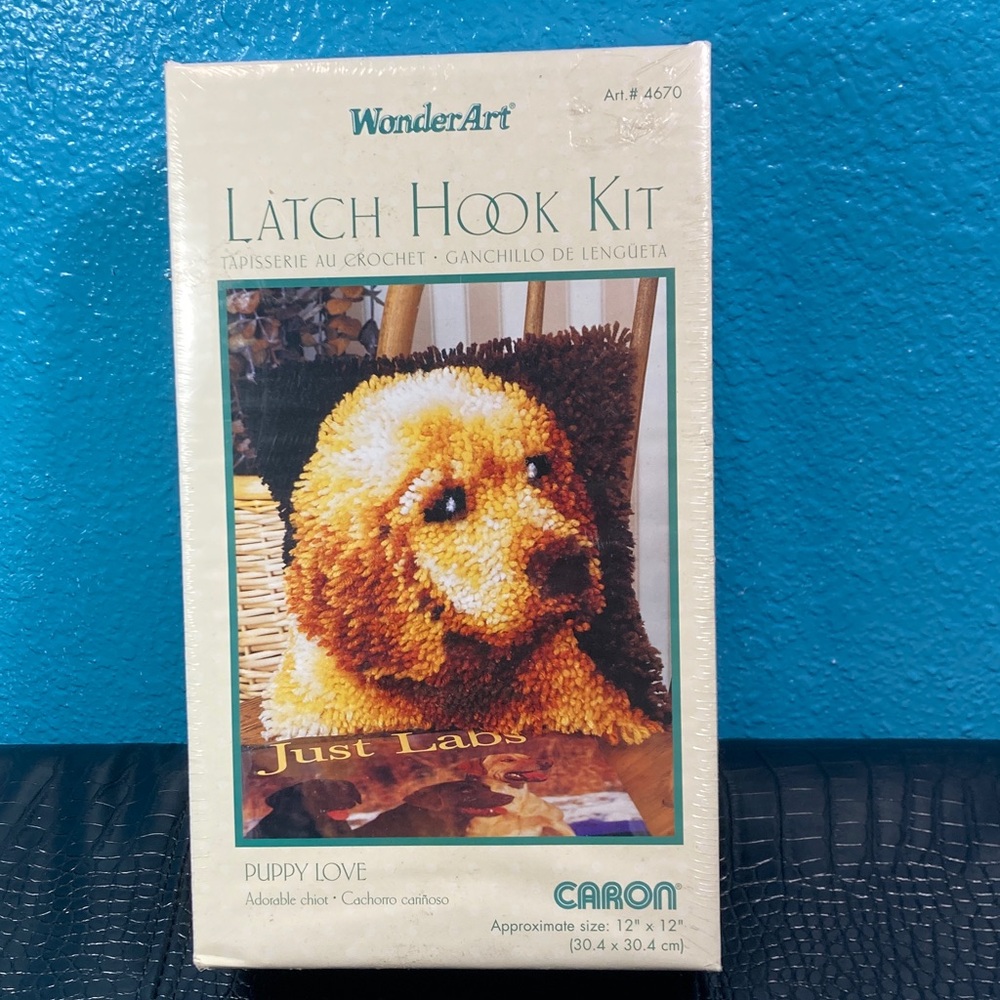 Art.# 4670
WonderArt®
LATCH HOOK KIT
TAPISSERIE AU CROCHET • GANCHILLO DE LENGÜETA
Just Labs
PUPPY LOVE
Adorable chiot • Cachorro cariñoso
CARON®
Approximate size: 12" x 12"
(30.4 x 30.4 cm)